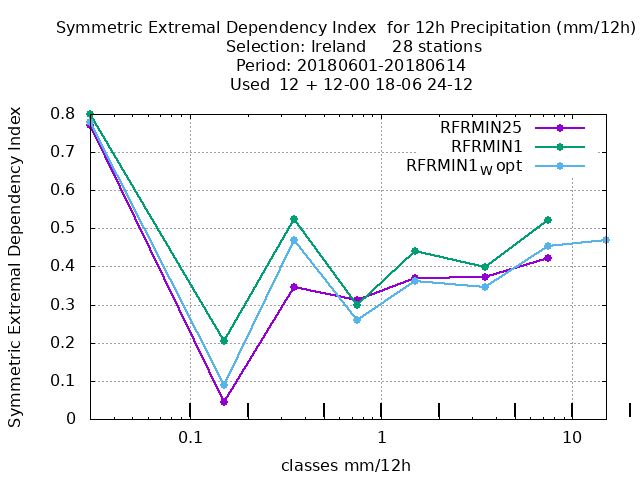 Symmetric Extremal Dependency Index for 12h Precipitation (mm/12h)
Selection: Ireland 28 stations
Period: 20180601-20180614
Used 12 + 12-00 18-06 24-12
RFRMIN25
RFRMIN1
RFRMIN1W opt
Symmetric Extremal Dependency Index
0.8
0.7
0.6
0.5
0.4
0.3
0.2
0.1
0
0.1 1 10
classes mm/12h